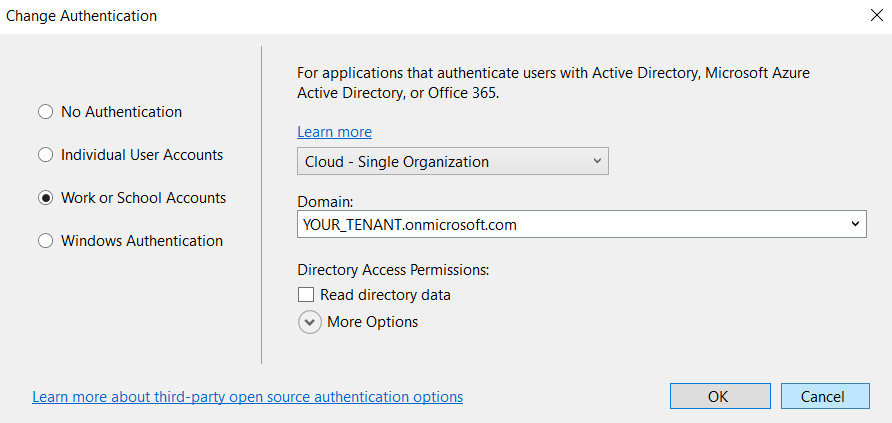 Change Authentication
No Authentication
Individual User Accounts
Work or School Accounts
Windows Authentication
For applications that authenticate users with Active Directory, Microsoft Azure
Active Directory, or Office 365.
Learn more
Cloud - Single Organization
Domain:
YOUR_TENANT.onmicrosoft.com
Directory Access Permissions:
Read directory data
More Options
Learn more about third-party open source authentication options
OK
Cancel